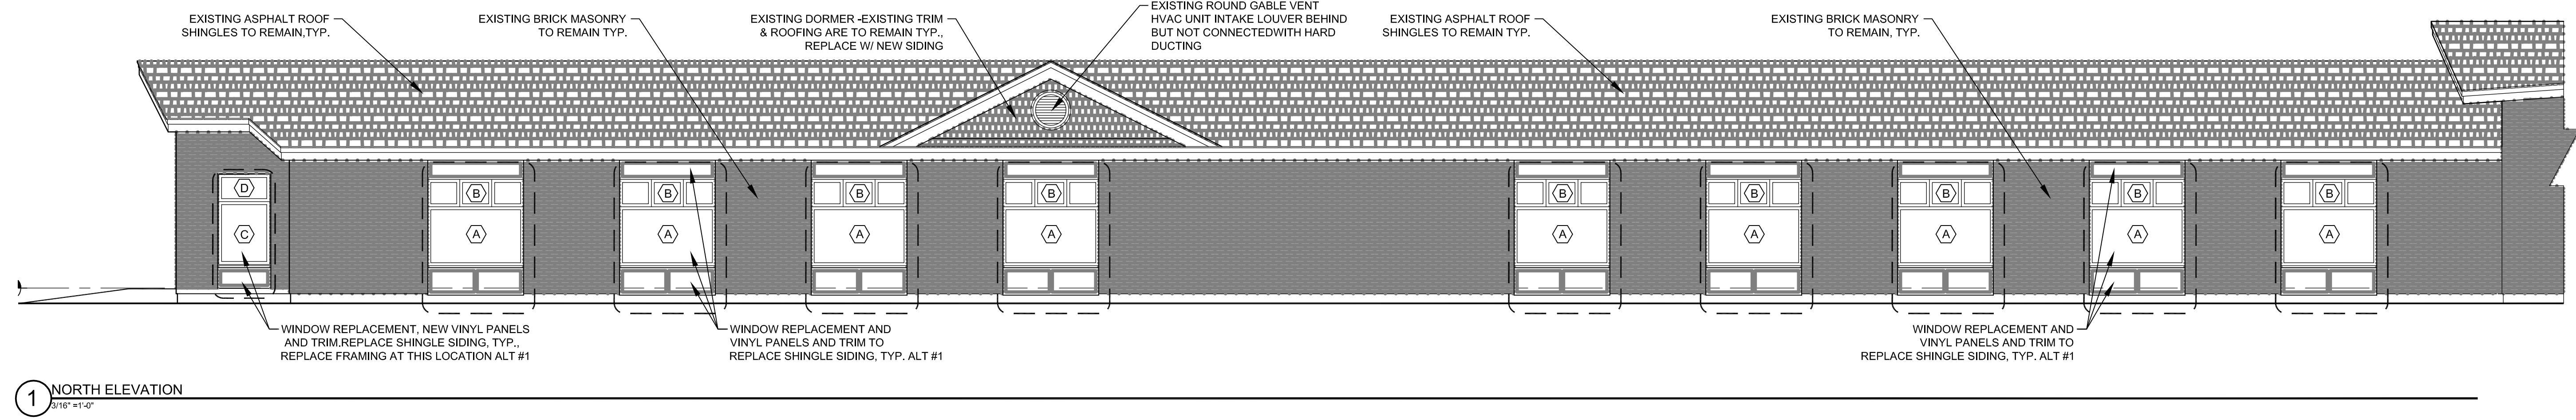 EXISTING ASPHALT ROOF
SHINGLES TO REMAIN,TYP.
EXISTING BRICK MASONRY
TO REMAIN TYP.
EXISTING DORMER -EXISTING TRIM
& ROOFING ARE TO REMAIN TYP.,
REPLACE W/ NEW SIDING
EXISTING ROUND GABLE VENT
HVAC UNIT INTAKE LOUVER BEHIND
BUT NOT CONNECTEDWITH HARD
DUCTING
EXISTING ASPHALT ROOF
SHINGLES TO REMAIN TYP.
EXISTING BRICK MASONRY
TO REMAIN, TYP.
D
B
B
B
B
B
B
B
B
B
C
A
A
A
A
A
A
A
A
A
WINDOW REPLACEMENT, NEW VINYL PANELS
AND TRIM.REPLACE SHINGLE SIDING, TYP.,
REPLACE FRAMING AT THIS LOCATION ALT #1
WINDOW REPLACEMENT AND
VINYL PANELS AND TRIM TO
REPLACE SHINGLE SIDING, TYP. ALT #1
WINDOW REPLACEMENT AND
VINYL PANELS AND TRIM TO
REPLACE SHINGLE SIDING, TYP. ALT #1
1
NORTH ELEVATION
3/16" =1'-0"